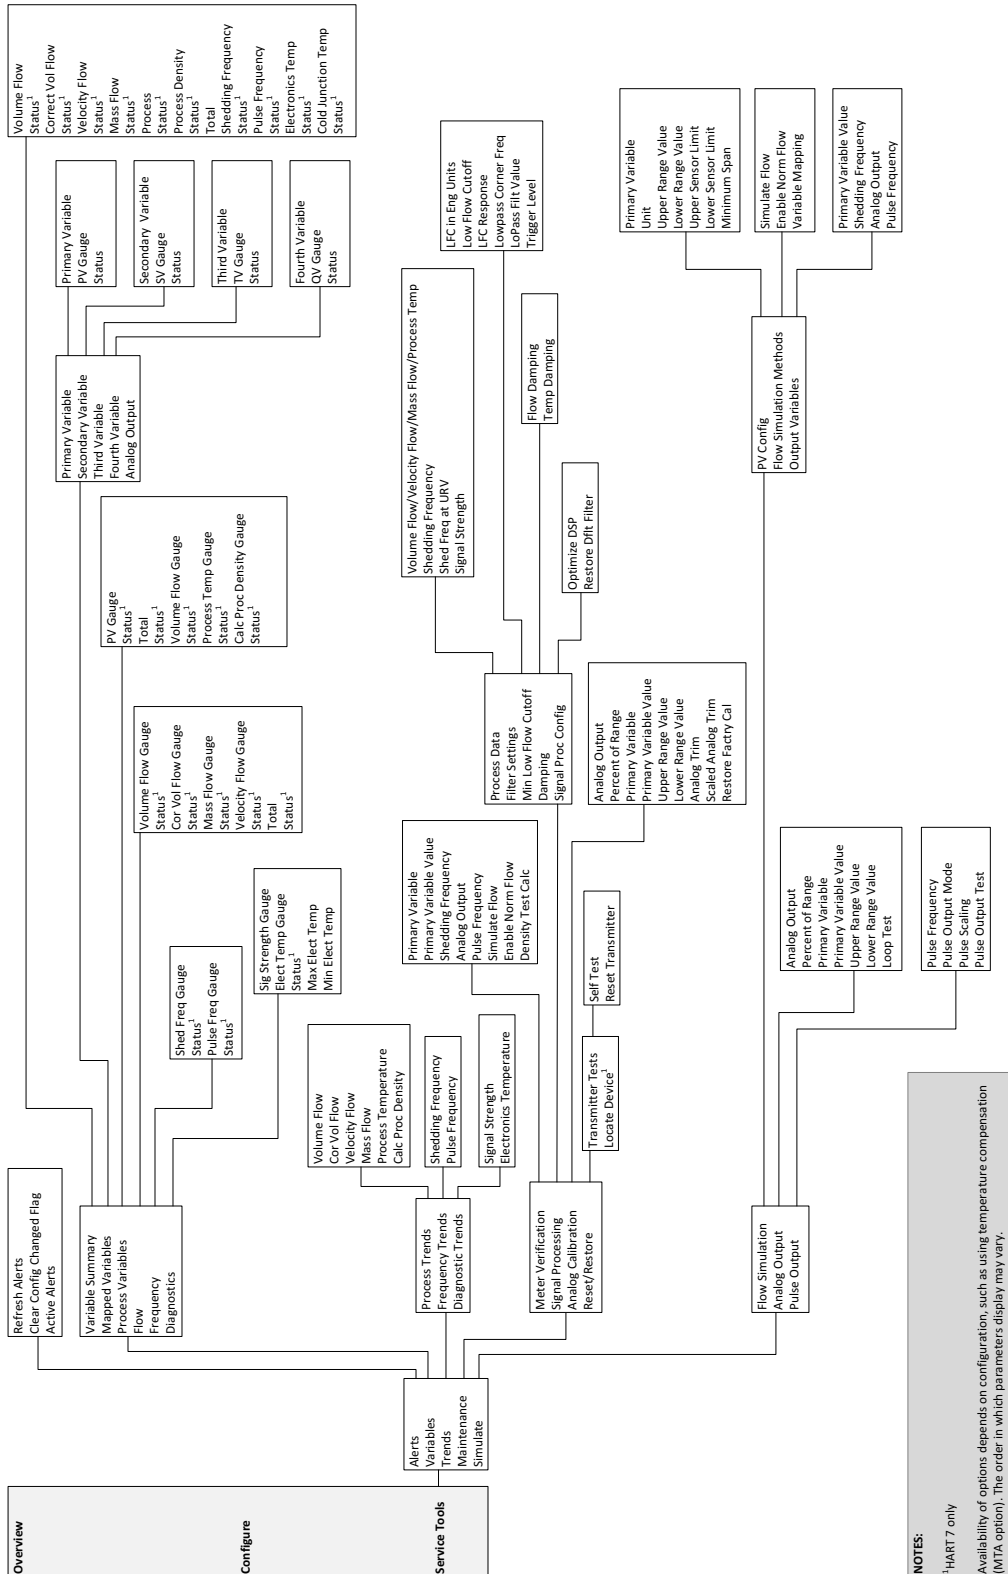 Overview
Configure
Service Tools
Alerts
Variables
Trends
Maintenance
Simulate
Refresh Alerts
Clear Config Changed Flag
Active Alerts
Variable Summary
Mapped Variables
Process Variables
Flow
Frequency
Diagnostics
Process Trends
Frequency Trends
Diagnostic Trends
Meter Verification
Signal Processing
Analog Calibration
Reset/Restore
Flow Simulation
Analog Output
Pulse Output
Volume Flow
Status¹
Correct Vol Flow
Status¹
Velocity Flow
Status¹
Mass Flow
Status¹
Process
Status¹
Process Density
Status¹
Total
Shedding Frequency
Status¹
Pulse Frequency
Status¹
Electronics Temp
Status¹
Cold Junction Temp
Status¹
Primary Variable
Secondary Variable
Third Variable
Fourth Variable
Analog Output
Primary Variable
PV Gauge
Status
Secondary Variable
SV Gauge
Status
Third Variable
TV Gauge
Status
Fourth Variable
QV Gauge
Status
PV Gauge
Status¹
Total
Status¹
Volume Flow Gauge
Status¹
Process Temp Gauge
Status¹
Calc Proc Density Gauge
Status¹
Volume Flow Gauge
Status¹
Cor Vol Flow Gauge
Status¹
Mass Flow Gauge
Status¹
Velocity Flow Gauge
Status¹
Total
Status¹
Shed Freq Gauge
Status¹
Pulse Freq Gauge
Status¹
Sig Strength Gauge
Elect Temp Gauge
Status¹
Max Elect Temp
Min Elect Temp
Volume Flow
Cor Vol Flow
Velocity Flow
Mass Flow
Process Temperature
Calc Proc Density
Shedding Frequency
Pulse Frequency
Signal Strength
Electronics Temperature
Primary Variable
Primary Variable Value
Shedding Frequency
Analog Output
Pulse Frequency
Simulate Flow
Enable Norm Flow
Density Test Calc
Process Data
Filter Settings
Min Low Flow Cutoff
Damping
Signal Proc Config
Volume Flow/Velocity Flow/Mass Flow/Process Temp
Shedding Frequency
Shed Freq at URV
Signal Strength
LFC in Eng Units
Low Flow Cutoff
LFC Response
Lowpass Corner Freq
LoPass Filt Value
Trigger Level
Flow Damping
Temp Damping
Optimize DSP
Restore Dflt Filter
Analog Output
Percent of Range
Primary Variable
Primary Variable Value
Upper Range Value
Lower Range Value
Analog Trim
Scaled Analog Trim
Restore Factry Cal
Transmitter Tests
Locate Device¹
Self Test
Reset Transmitter
PV Config
Flow Simulation Methods
Output Variables
Primary Variable
Unit
Upper Range Value
Lower Range Value
Upper Sensor Limit
Lower Sensor Limit
Minimum Span
Simulate Flow
Enable Norm Flow
Variable Mapping
Primary Variable Value
Shedding Frequency
Analog Output
Pulse Frequency
Analog Output
Percent of Range
Primary Variable
Primary Variable Value
Upper Range Value
Lower Range Value
Loop Test
Pulse Frequency
Pulse Output Mode
Pulse Scaling
Pulse Output Test
NOTES:
¹HART 7 only
Availability of options depends on configuration, such as using temperature compensation
(MTA option). The order in which parameters display may vary.